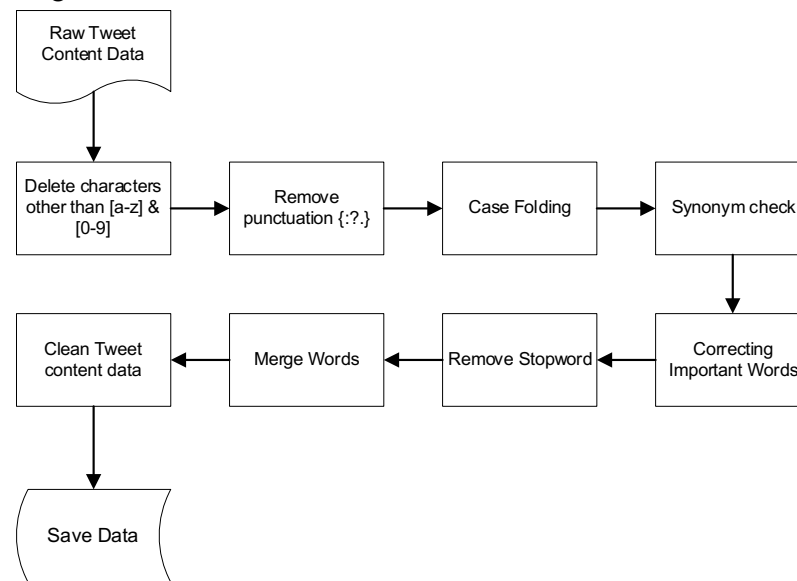 Raw Tweet
Content Data
Delete characters
other than [a-z] &
[0-9]
Remove
punctuation {:?.}
Case Folding
Synonym check
Correcting
Important Words
Remove Stopword
Merge Words
Clean Tweet
content data
Save Data